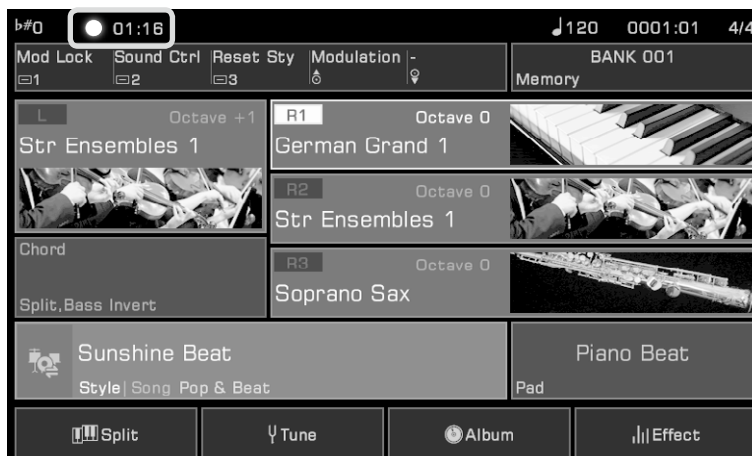 ♭#0 01:16 ♩120 0001:01 4/4
Mod Lock Sound Ctrl Reset Sty Modulation - BANK 001
1 2 3 Memory
L Octave +1 R1 Octave 0
Str Ensembles 1 German Grand 1
R2 Octave 0
Str Ensembles 1
Chord R3 Octave 0
Split,Bass Invert Soprano Sax
Sunshine Beat Piano Beat
Style|Song Pop & Beat Pad
Split Tune Album Effect